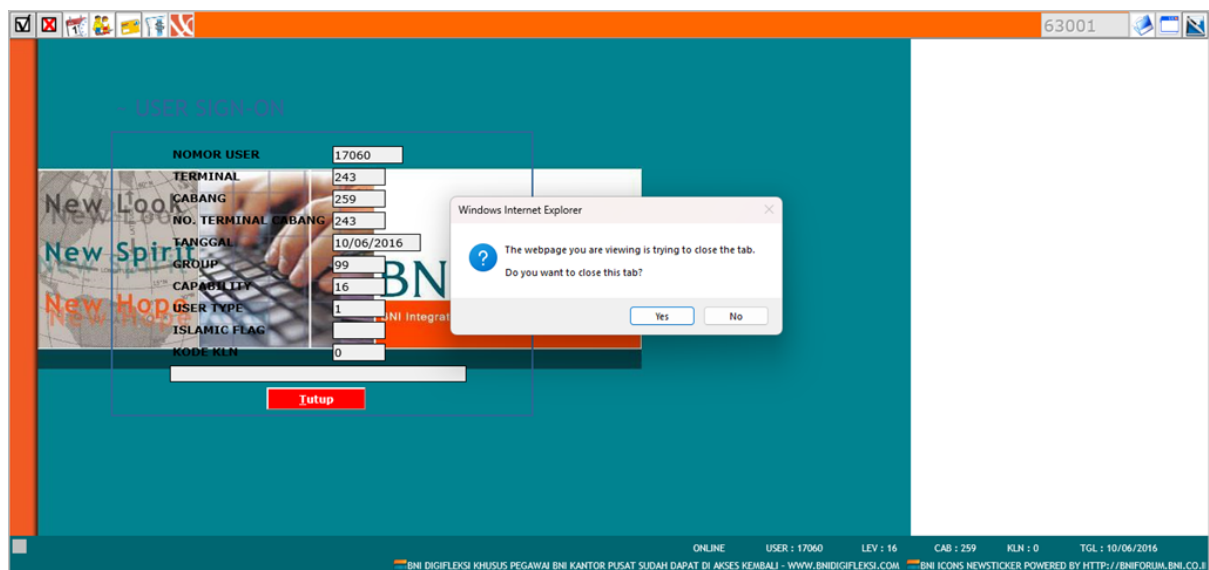 63001
- USER SIGN-ON
NOMOR USER 17060
TERMINAL 243
CABANG 259
NO. TERMINAL CABANG 243
TANGGAL 10/06/2016
GROUP 99
CAPABILITY 16
USER TYPE 1
ISLAMIC FLAG
KODE KLN 0
Tutup
New Look
New Spirit
New Hope
BN
BNI Integrat
Windows Internet Explorer
The webpage you are viewing is trying to close the tab.
Do you want to close this tab?
Yes No
ONLINE USER : 17060 LEV : 16 CAB : 259 KLN : 0 TGL : 10/06/2016
BNI DIGIFLEKSI KHUSUS PEGAWAI BNI KANTOR PUSAT SUDAH DAPAT DI AKSES KEMBALI - WWW.BNIDIGIFLEKSI.COM BNI ICONS NEWSTICKER POWERED BY HTTP://BNIFORUM.BNI.CO.I